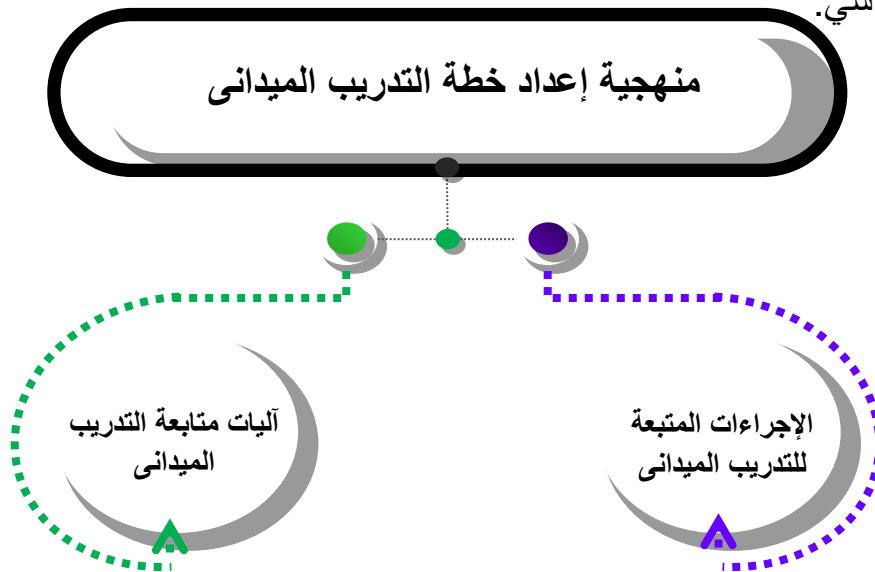 منهجية إعداد خطة التدريب الميدانى
الإجراءات المتبعة
للتدريب الميدانى
آليات متابعة التدريب
الميدانى